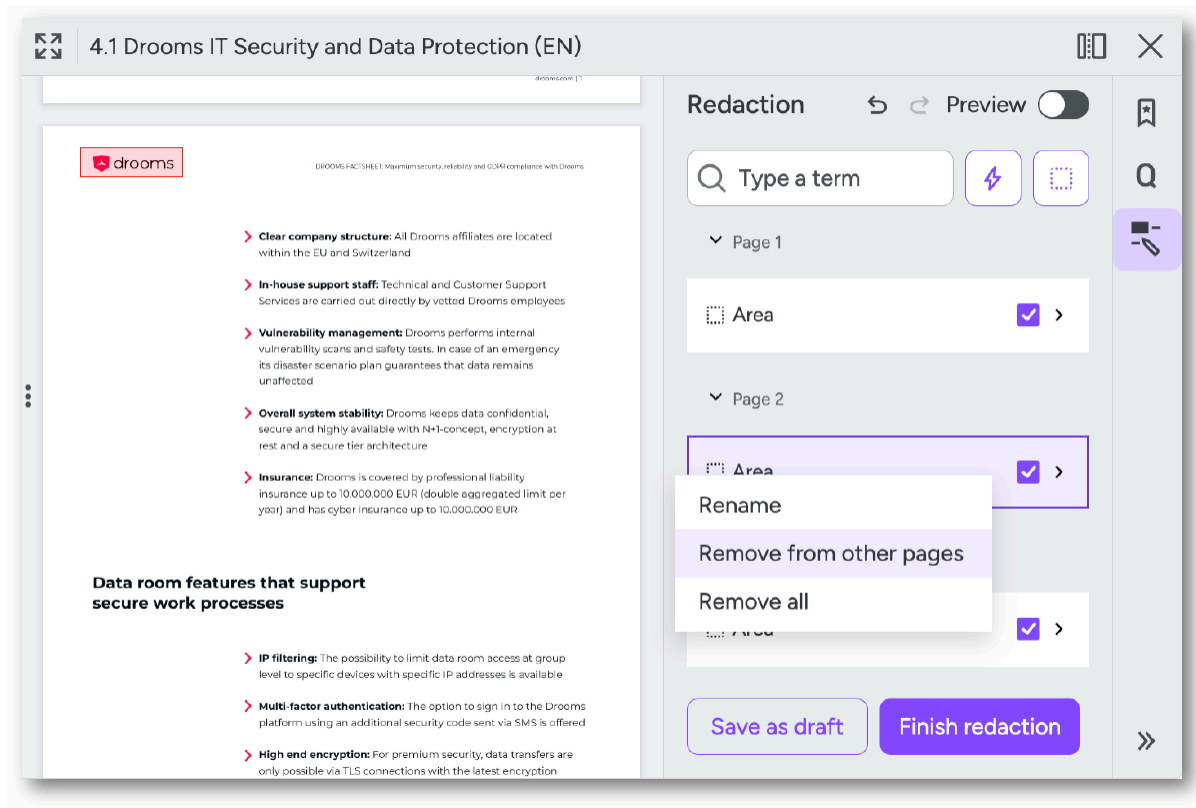 4.1 Drooms IT Security and Data Protection (EN)
drooms.com | 1
drooms
DROOMS FACTSHEET: Maximum security, reliability and GDPR compliance with Drooms
Clear company structure: All Drooms affiliates are located
within the EU and Switzerland
In-house support staff: Technical and Customer Support
Services are carried out directly by vetted Drooms employees
Vulnerability management: Drooms performs internal
vulnerability scans and safety tests. In case of an emergency
its disaster scenario plan guarantees that data remains
unaffected
Overall system stability: Drooms keeps data confidential,
secure and highly available with N+1-concept, encryption at
rest and a secure tier architecture
Insurance: Drooms is covered by professional liability
insurance up to 10.000.000 EUR (double aggregated limit per
year) and has cyber insurance up to 10.000.000 EUR
Data room features that support
secure work processes
IP filtering: The possibility to limit data room access at group
level to specific devices with specific IP addresses is available
Multi-factor authentication: The option to sign in to the Drooms
platform using an additional security code sent via SMS is offered
High end encryption: For premium security, data transfers are
only possible via TLS connections with the latest encryption
Redaction
Preview
Type a term
Page 1
Area
Page 2
Area
Rename
Remove from other pages
Remove all
Area
Save as draft
Finish redaction